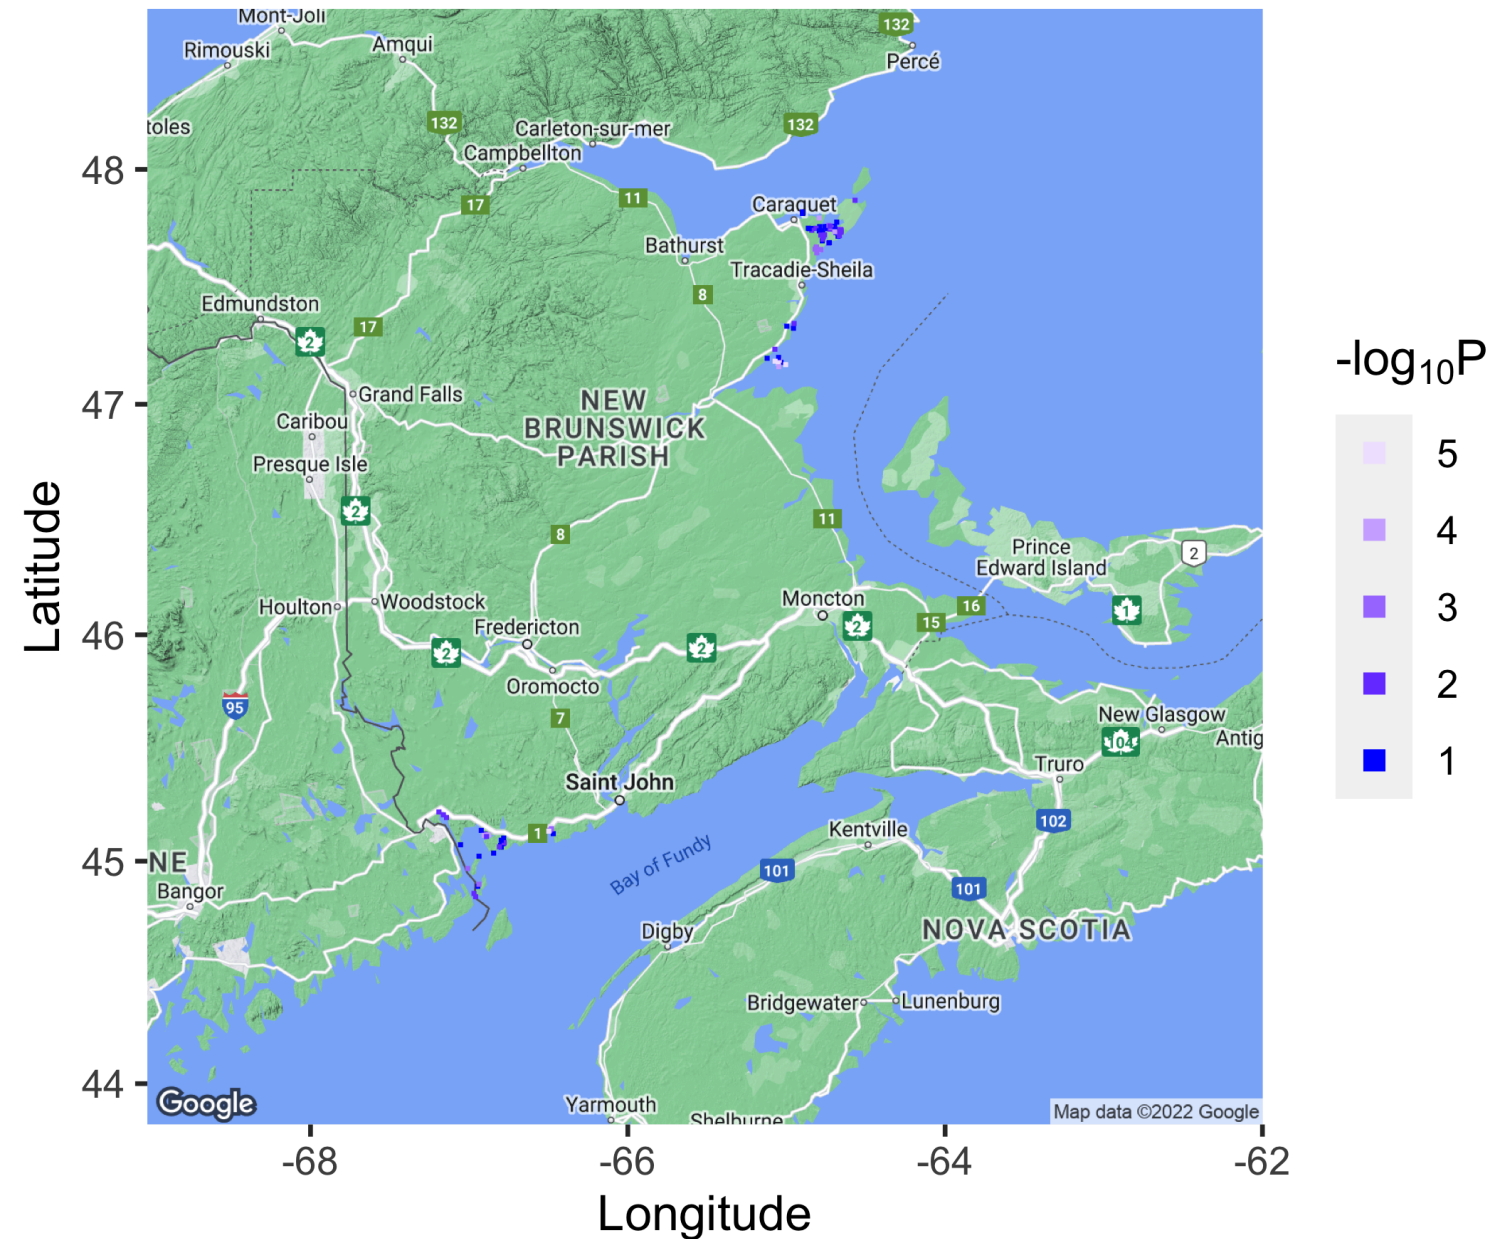 Mont-Joli
Rimouski
Amqui
132
Percé
toles
132
132
Carleton-sur-mer
Campbellton
48
17
11
Caraquet
Bathurst
Tracadie-Sheila
8
Edmundston
17
2
-log10P
NEW
BRUNSWICK
PARISH
Grand Falls
47
Caribou
Presque Isle
5
2
11
4
8
Prince
Edward Island
2
Houlton
Woodstock
Moncton
16
1
3
Fredericton
2
15
46
2
2
Latitude
Oromocto
2
95
7
New Glasgow
104
Antig
Saint John
Truro
1
102
1
Kentville
45
NE
Bay of Fundy
101
101
Bangor
Digby
NOVA SCOTIA
Bridgewater
Lunenburg
44
Google
Yarmouth
Shelburne
Map data ©2022 Google
-68
-66
-64
-62
Longitude